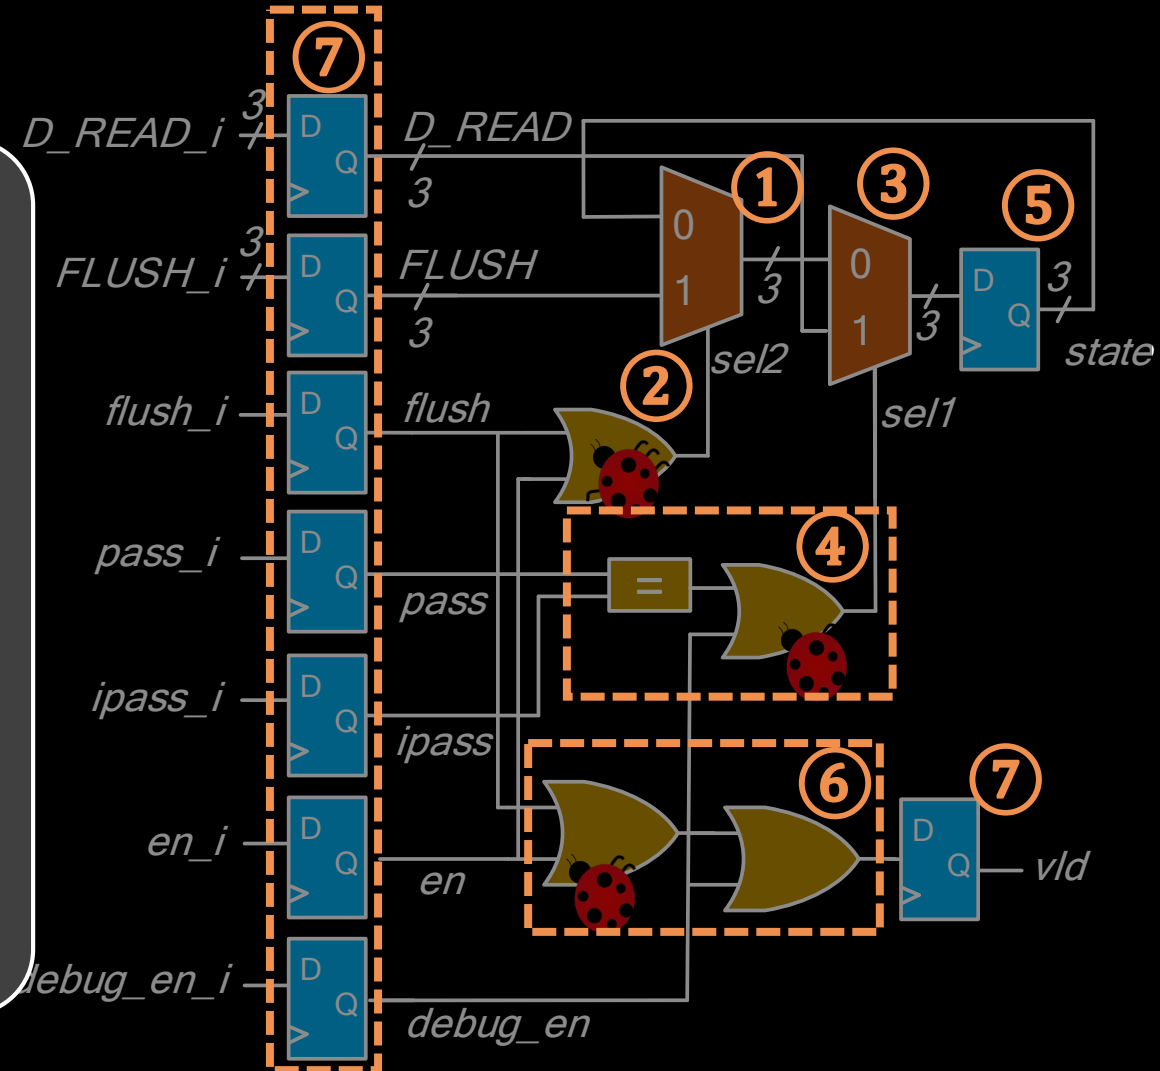 ⑦
3
D_READ_i
D
Q
D_READ
3
①
③
⑤
0
1
3
0
1
3
D
Q
3
state
3
FLUSH_i
D
Q
FLUSH
3
sel2
②
sel1
flush_i
D
Q
flush
pass_i
D
Q
pass
=
④
ipass_i
D
Q
ipass
⑥
⑦
en_i
D
Q
en
D
Q
vld
debug_en_i
D
Q
debug_en